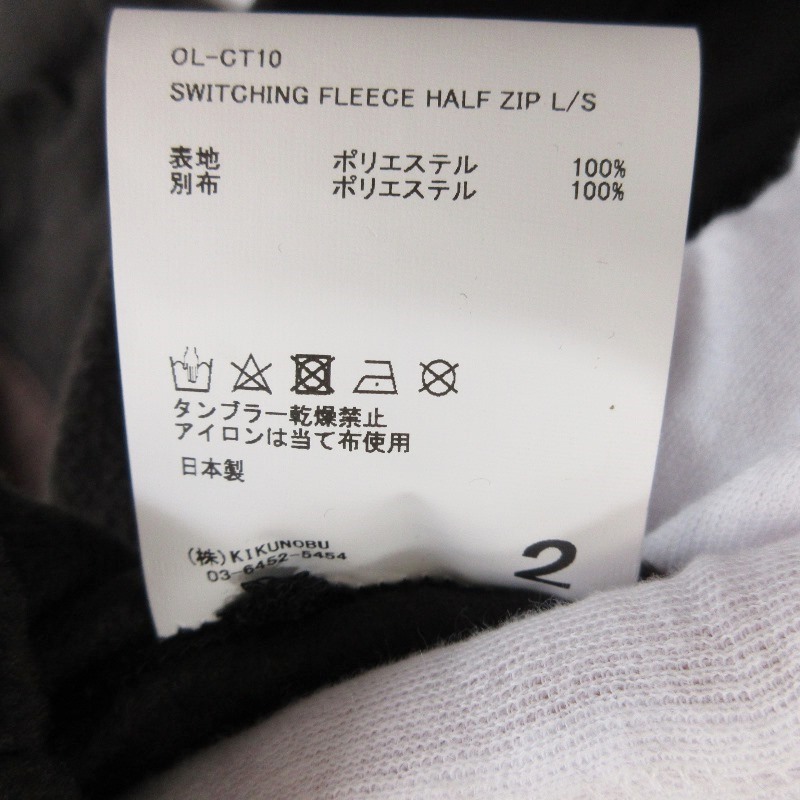 OL-CT10
SWITCHING FLEECE HALF ZIP L/S
表地 ポリエステル 100%
別布 ポリエステル 100%
タンブラー乾燥禁止
アイロンは当て布使用
日本製
(株)KIKUNOBU
03-6452-5454
2